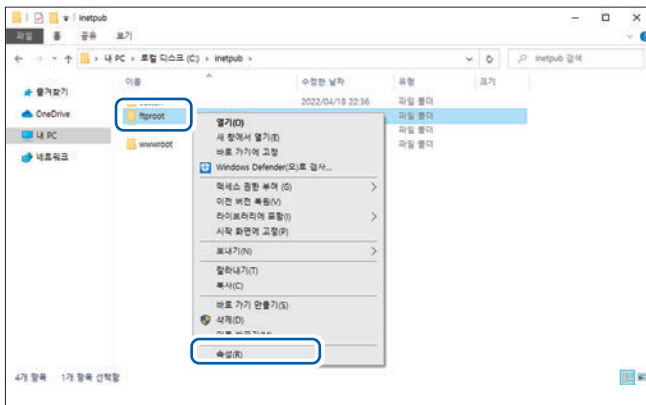 inetpub
파일 홈 공유 보기
내 PC > 로컬 디스크 (C:) > inetpub >
inetpub 검색
이름 수정한 날짜 유형 크기
즐겨찾기
OneDrive
내 PC
네트워크
2022/04/18 22:36 파일 폴더
ftproot 파일 폴더
파일 폴더
wwwroot 파일 폴더
열기(O)
새 창에서 열기(E)
바로 가기에 고정
Windows Defender(으)로 검사...
액세스 권한 부여 (G)
이전 버전 복원(V)
라이브러리에 포함(I)
시작 화면에 고정(P)
보내기(N)
잘라내기(T)
복사(C)
바로 가기 만들기(S)
삭제(D)
속성(R)
4개 항목 1개 항목 선택함